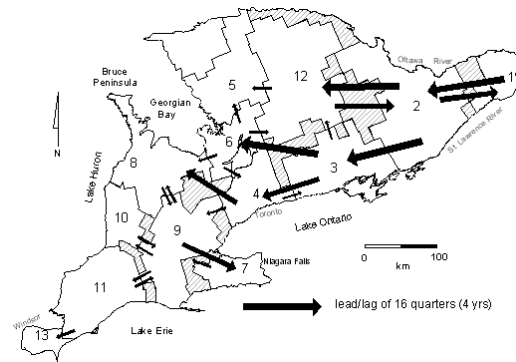 Bruce
Peninsula
Georgian
Bay
Ottawa River
N
5
12
19
2
St. Lawrence River
Lake Huron
8
6
3
4
Toronto
Lake Ontario
10
9
0 100
km
7
Niagara Falls
11
lead/lag of 16 quarters (4 yrs)
Windsor
13
Lake Erie